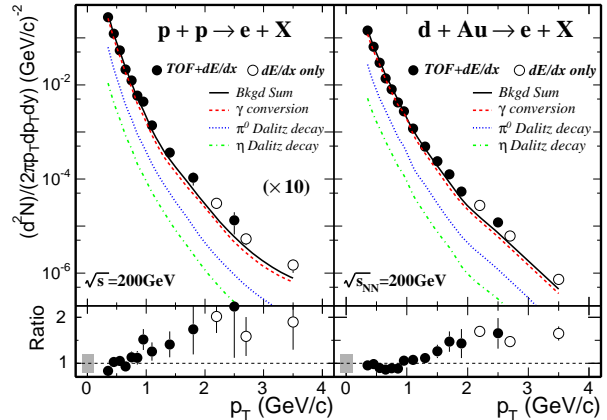 p + p → e + X
d + Au → e + X
TOF+dE/dx
dE/dx only
TOF+dE/dx
dE/dx only
Bkgd Sum
γ conversion
π⁰ Dalitz decay
η Dalitz decay
Bkgd Sum
γ conversion
π⁰ Dalitz decay
η Dalitz decay
(d²N)/(2πp_T dp_T dy) (GeV/c)⁻²
10⁻²
10⁻⁴
10⁻⁶
(×10)
√s=200GeV
√s_NN=200GeV
Ratio
2
1
0 1 2 3 4
0 1 2 3 4
p_T (GeV/c)
p_T (GeV/c)